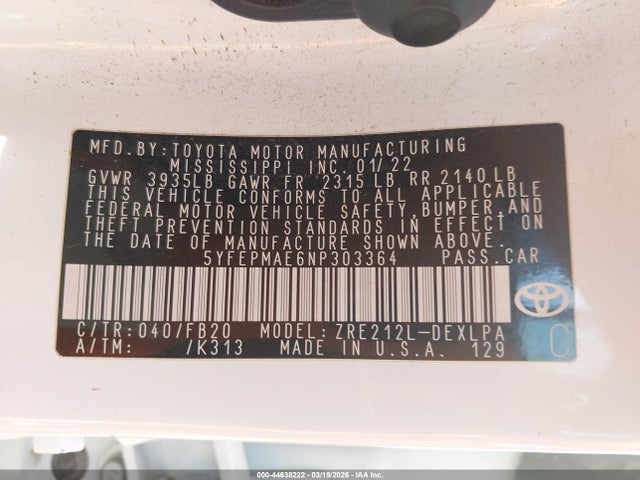 MFD.BY:TOYOTA MOTOR MANUFACTURING
MISSISSIPPI INC. 01/22
GVWR 3935LB GAWR FR 2315 LB RR 2140 LB
THIS VEHICLE CONFORMS TO ALL APPLICABLE
FEDERAL MOTOR VEHICLE SAFETY,BUMPER,AND
THEFT PREVENTION STANDARDS IN EFFECT ON
THE DATE OF MANUFACTURE SHOWN ABOVE.
5YFEPMAE6NP303364 PASS.CAR
C/TR:040/FB20 MODEL:ZRE212L-DEXLPA
A/TM: /K313 MADE IN U.S.A. 129
C
000-44638222 - 03/19/2026 - IAA Inc.